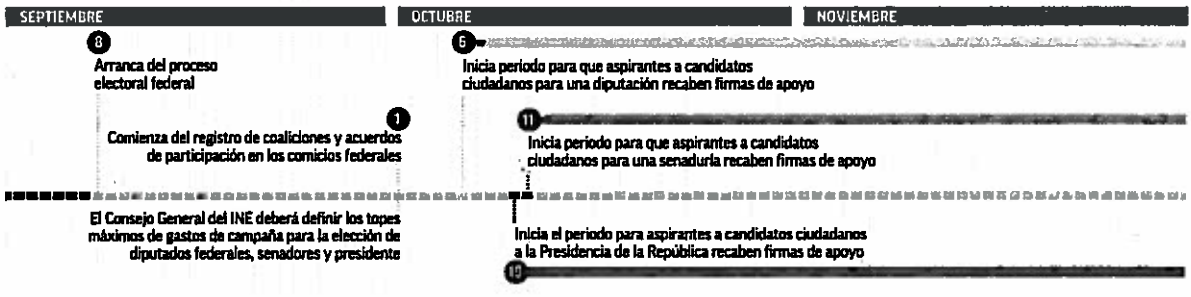 SEPTIEMBRE
OCTUBRE
NOVIEMBRE
8
Arranca del proceso
electoral federal
6
Inicia periodo para que aspirantes a candidatos
ciudadanos para una diputación recaben firmas de apoyo
1
Comienza del registro de coaliciones y acuerdos
de participación en los comicios federales
11
Inicia periodo para que aspirantes a candidatos
ciudadanos para una senaduría recaben firmas de apoyo
El Consejo General del INE deberá definir los topes
máximos de gastos de campaña para la elección de
diputados federales, senadores y presidente
Inicia el periodo para aspirantes a candidatos ciudadanos
a la Presidencia de la República recaben firmas de apoyo
10